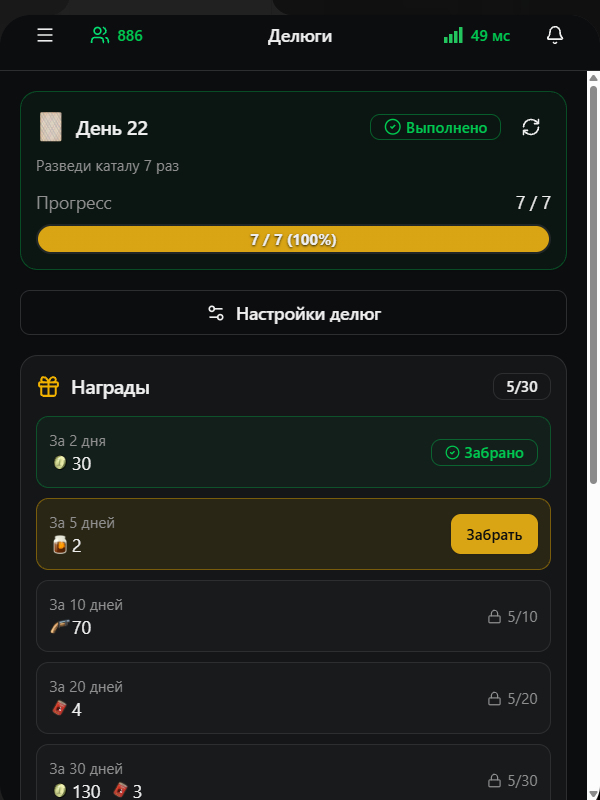 886 Делюги 49 мс
День 22 Выполнено
Разведи каталу 7 раз
Прогресс 7 / 7
7 / 7 (100%)
Настройки делюг
Награды 5/30
За 2 дня
30 Забрано
За 5 дней
2 Забрать
За 10 дней
70 5/10
За 20 дней
4 5/20
За 30 дней
130 3 5/30